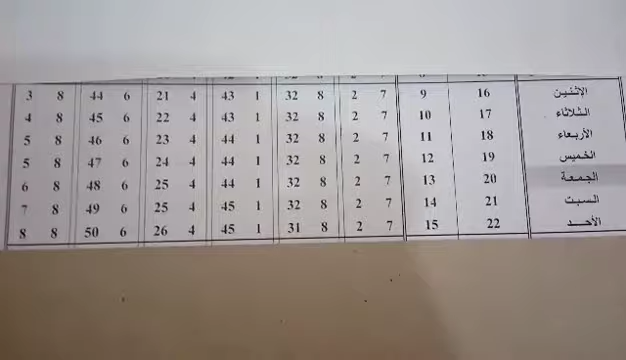 الإثنين 16 9 7 2 8 32 1 43 4 21 6 44 8 3
الثلاثاء 17 10 7 2 8 32 1 43 4 22 6 45 8 4
الأربعاء 18 11 7 2 8 32 1 44 4 23 6 46 8 5
الخميس 19 12 7 2 8 32 1 44 4 24 6 47 8 5
الجمعة 20 13 7 2 8 32 1 44 4 25 6 48 8 6
السبت 21 14 7 2 8 32 1 45 4 25 6 49 8 7
الأحد 22 15 7 2 8 31 1 45 4 26 6 50 8 8